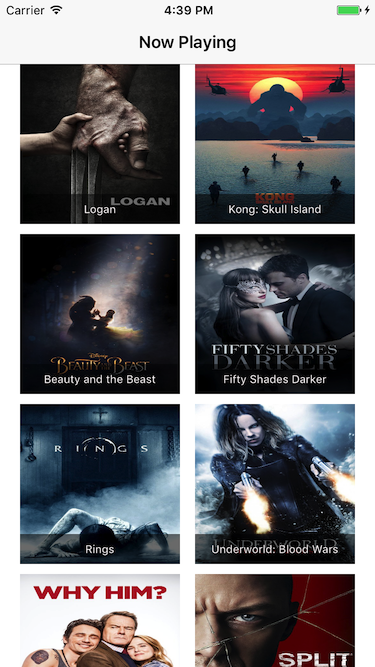 Carrier 4:39 PM
Now Playing
LOGAN
Logan
KONG
Kong: Skull Island
Disney
BEAUTY AND THE BEAST
Beauty and the Beast
FIFTY SHADES
DARKER
Fifty Shades Darker
RINGS
Rings
UNDERWORLD
Underworld: Blood Wars
WHY HIM?
SPLIT